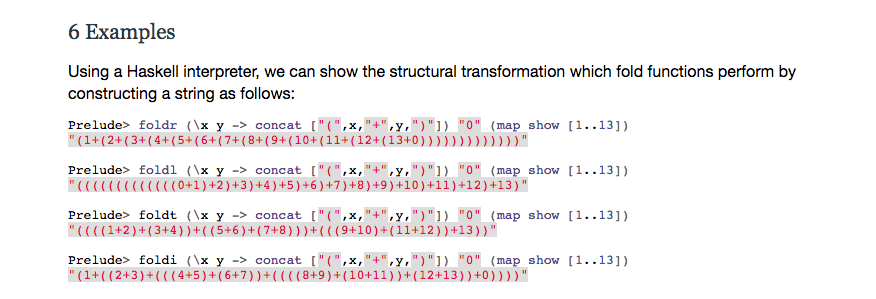 6 Examples
Using a Haskell interpreter, we can show the structural transformation which fold functions perform by
constructing a string as follows:
Prelude> foldr (\x y -> concat ["(",x,"+",y,")"]) "0" (map show [1..13])
"(1+(2+(3+(4+(5+(6+(7+(8+(9+(10+(11+(12+(13+0)))))))))))))"
Prelude> foldl (\x y -> concat ["(",x,"+",y,")"]) "0" (map show [1..13])
"(((((((((((((0+1)+2)+3)+4)+5)+6)+7)+8)+9)+10)+11)+12)+13)"
Prelude> foldt (\x y -> concat ["(",x,"+",y,")"]) "0" (map show [1..13])
"((((1+2)+(3+4))+((5+6)+(7+8)))+(((9+10)+(11+12))+13))"
Prelude> foldi (\x y -> concat ["(",x,"+",y,")"]) "0" (map show [1..13])
"(1+((2+3)+(((4+5)+(6+7))+((((8+9)+(10+11))+(12+13))+0))))"